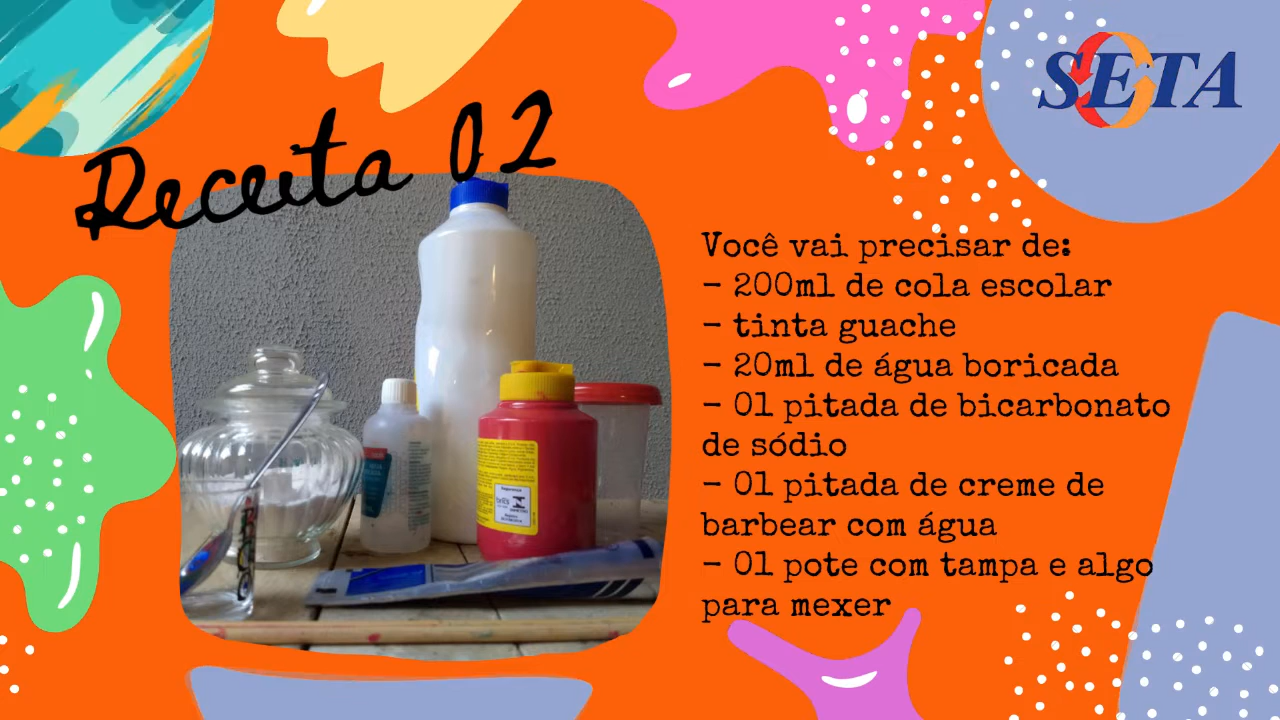 SETA
Receita 02
Você vai precisar de:
- 200ml de cola escolar
- tinta guache
- 20ml de água boricada
- 01 pitada de bicarbonato
de sódio
- 01 pitada de creme de
barbear com água
- 01 pote com tampa e algo
para mexer